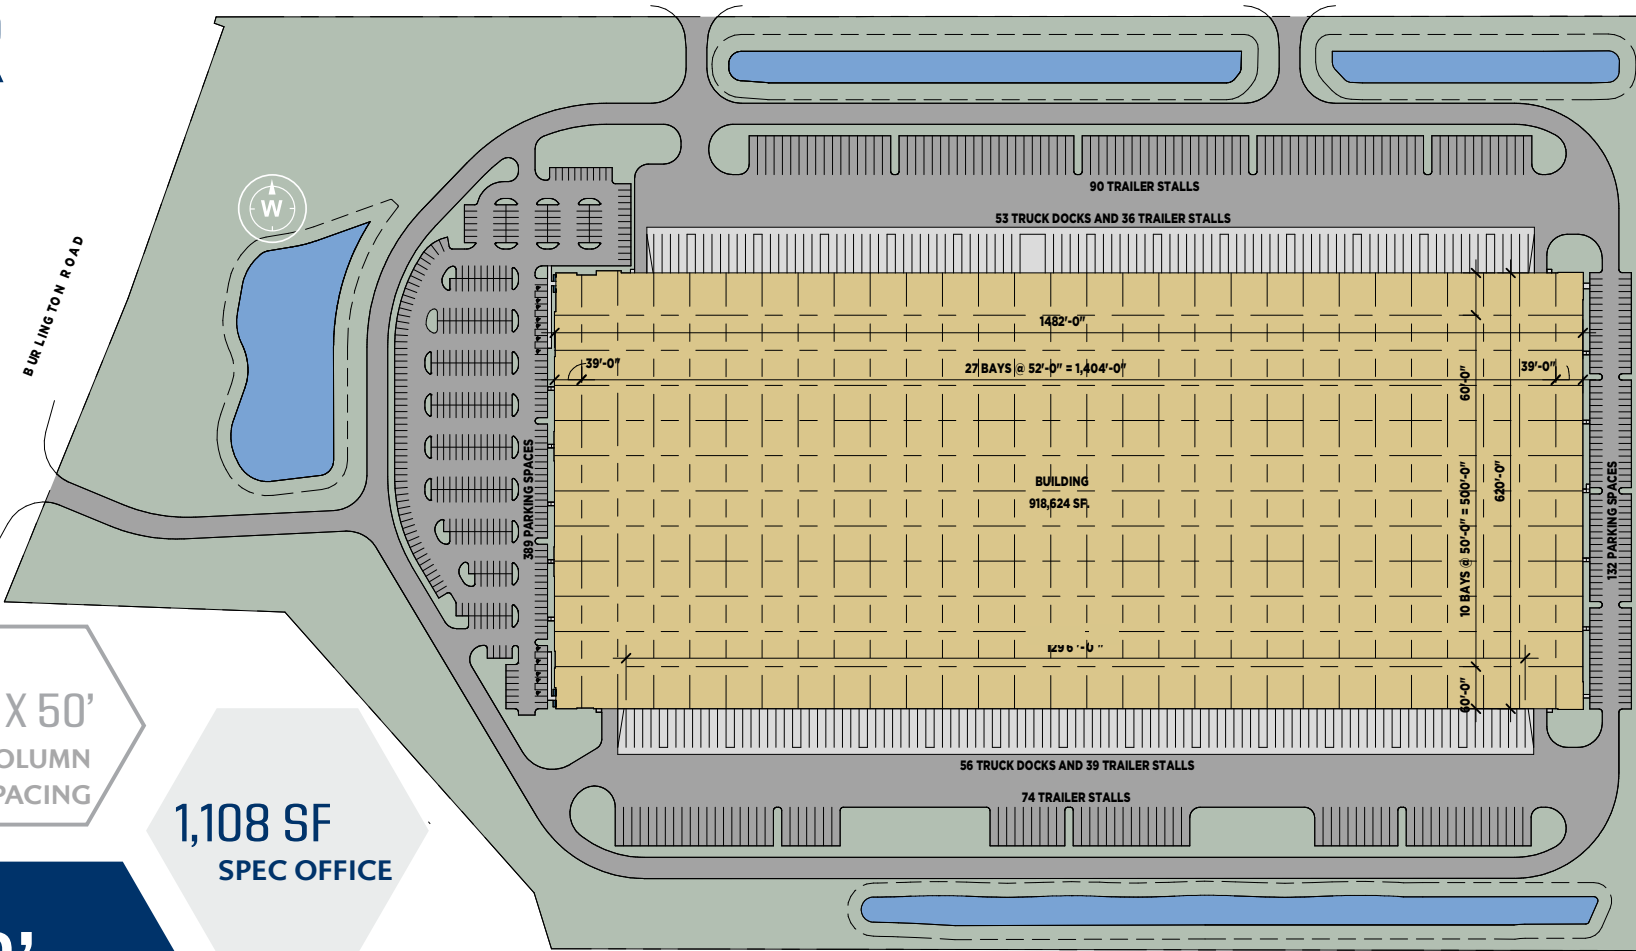 90 TRAILER STALLS
53 TRUCK DOCKS AND 36 TRAILER STALLS
W
BURLINGTON ROAD
1482'-0"
39'-0"
27 BAYS @ 52'-0" = 1,404'-0"
39'-0"
60'-0"
389 PARKING SPACES
BUILDING
918,624 SF.
10 BAYS @ 50'-0" = 500'-0"
620'-0"
132 PARKING SPACES
1296'-0"
60'-0"
56 TRUCK DOCKS AND 39 TRAILER STALLS
74 TRAILER STALLS
X 50’
OLUMN
PACING
1,108 SF
SPEC OFFICE